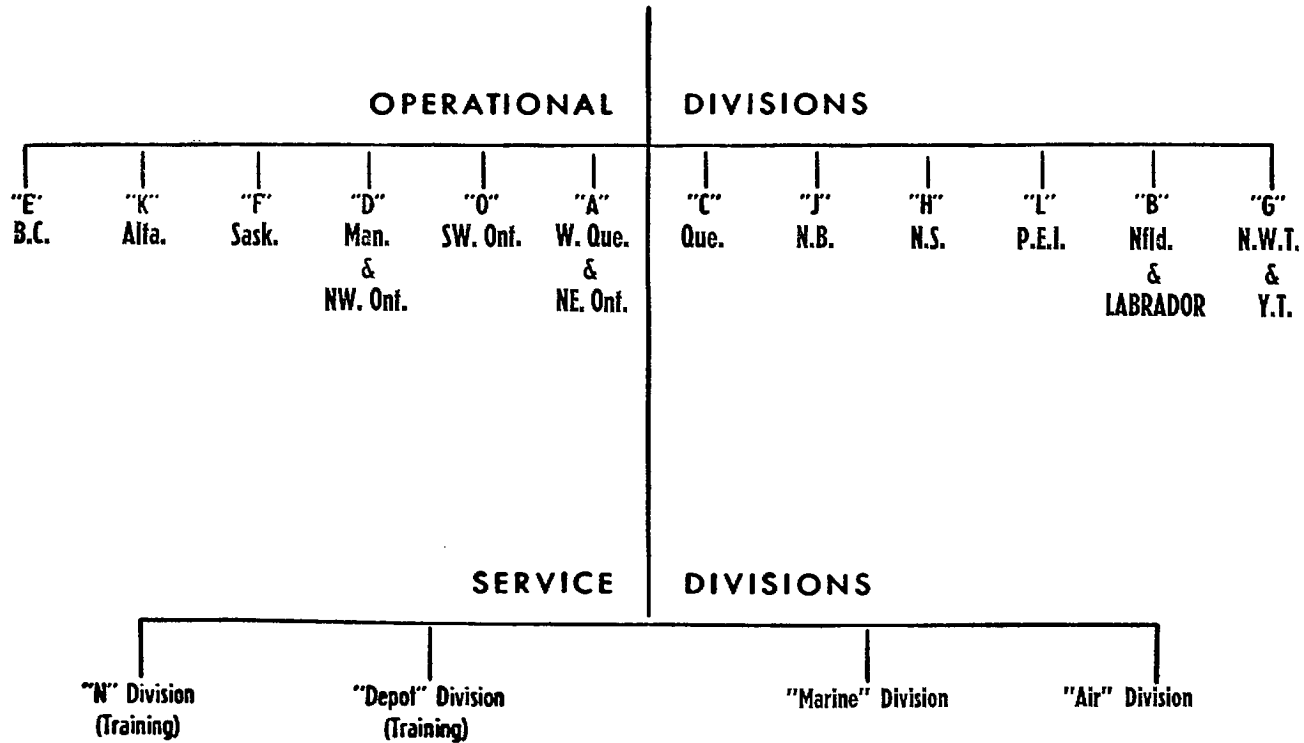 OPERATIONAL DIVISIONS
"E" "K" "F" "D" "O" "A" "C" "J" "H" "L" "B" "G"
B.C. Alta. Sask. Man. SW. Ont. W. Que. Que. N.B. N.S. P.E.I. Nfld. N.W.T.
& & & &
NW. Ont. NE. Ont. LABRADOR Y.T.
SERVICE DIVISIONS
"N" Division "Depot" Division "Marine" Division "Air" Division
(Training) (Training)